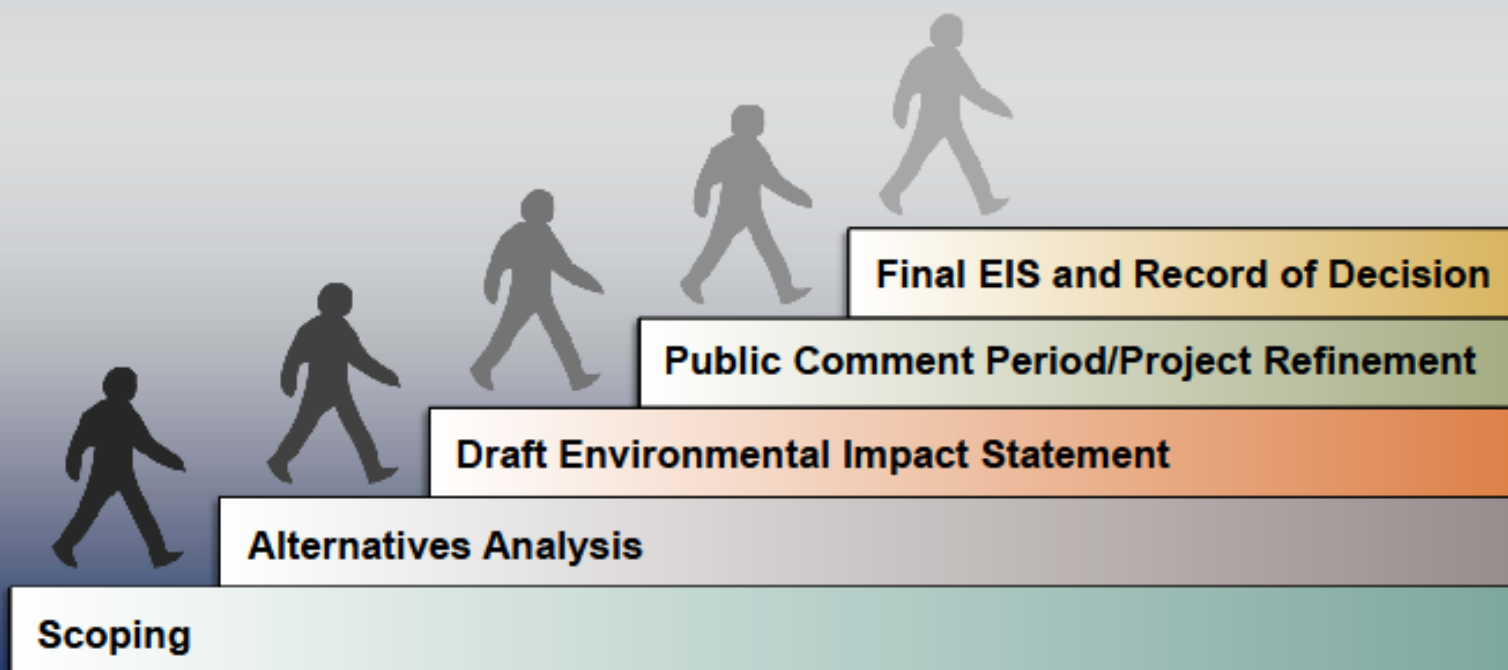 Final EIS and Record of Decision
Public Comment Period/Project Refinement
Draft Environmental Impact Statement
Alternatives Analysis
Scoping